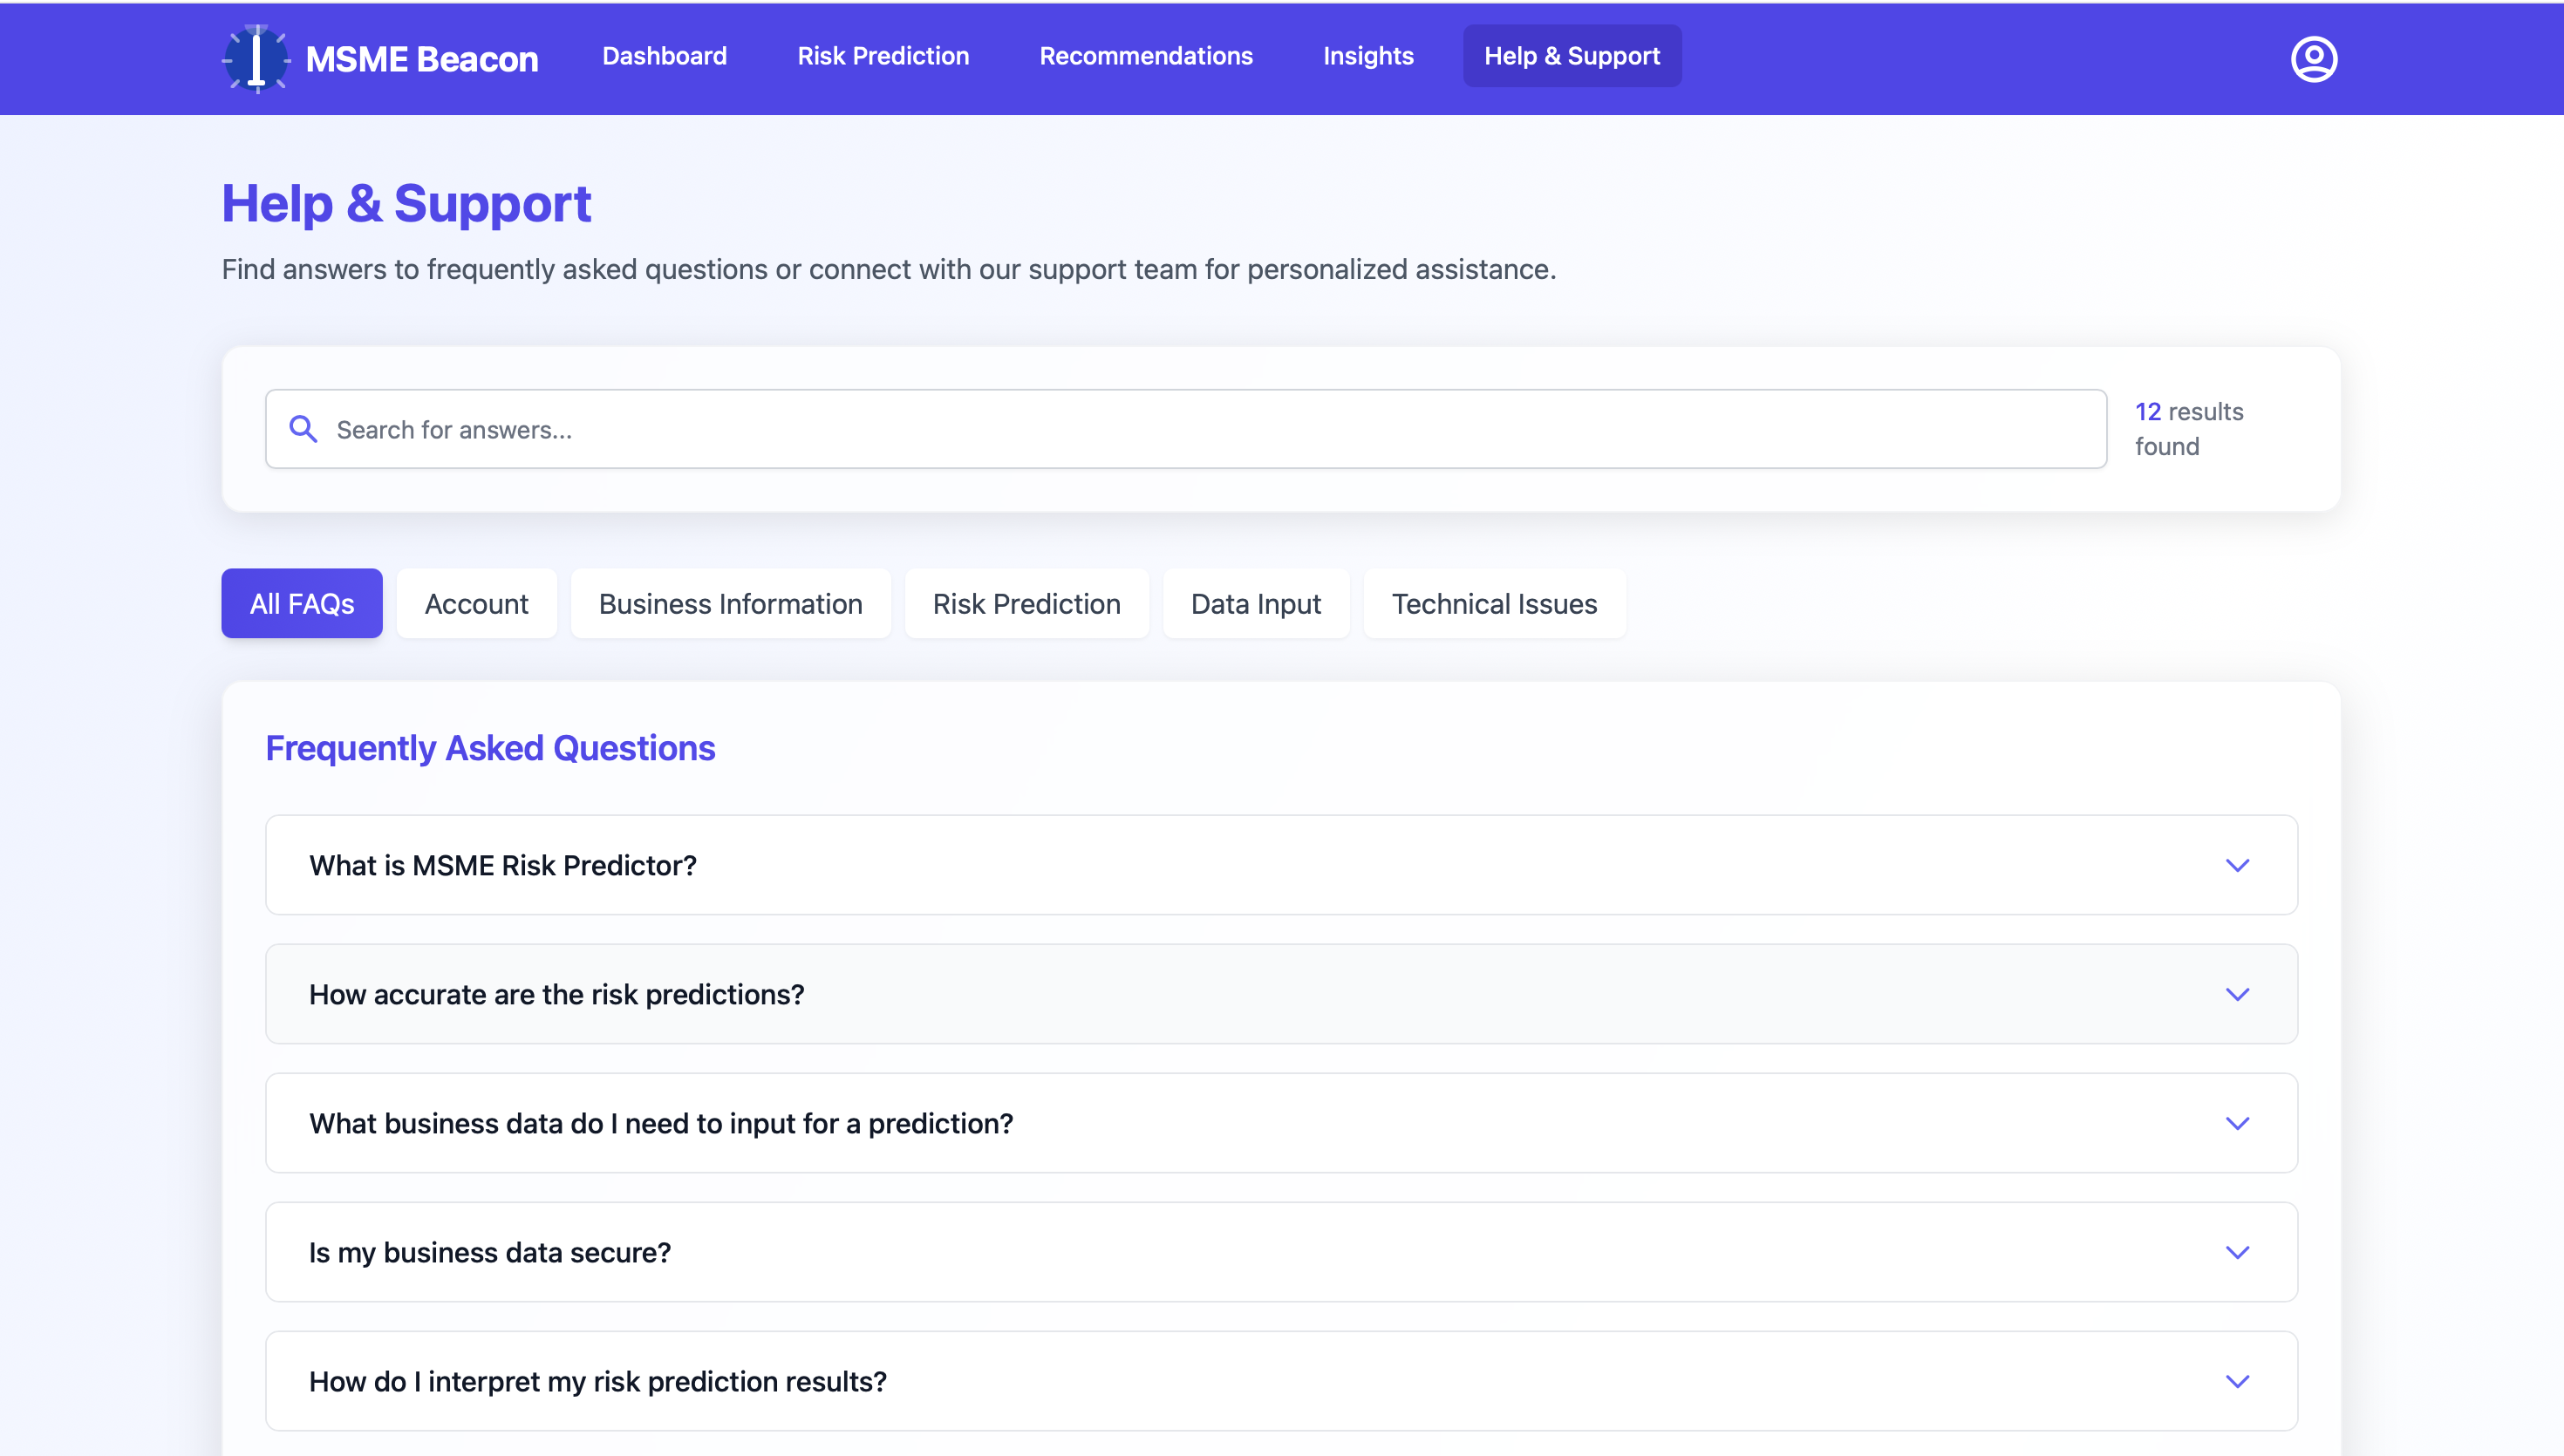 MSME Beacon
Dashboard
Risk Prediction
Recommendations
Insights
Help & Support
Help & Support
Find answers to frequently asked questions or connect with our support team for personalized assistance.
Search for answers...
12 results
found
All FAQs
Account
Business Information
Risk Prediction
Data Input
Technical Issues
Frequently Asked Questions
What is MSME Risk Predictor?
How accurate are the risk predictions?
What business data do I need to input for a prediction?
Is my business data secure?
How do I interpret my risk prediction results?